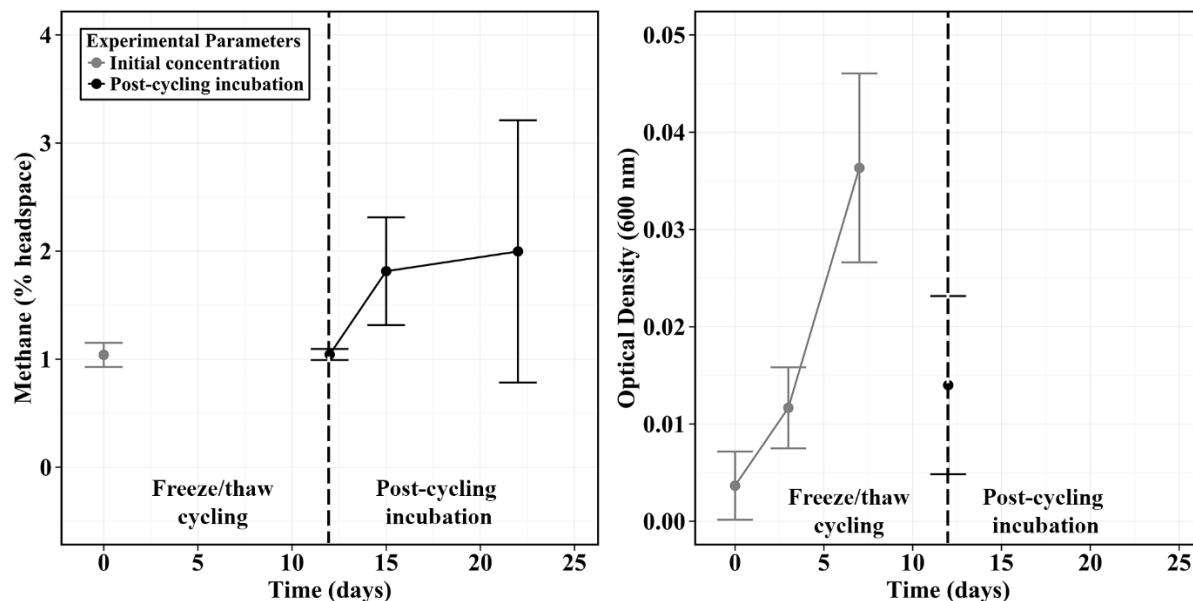 4
3
2
1
0
Methane (% headspace)
Experimental Parameters
Initial concentration
Post-cycling incubation
Freeze/thaw
cycling
Post-cycling
incubation
0 5 10 15 20 25
Time (days)
0.05
0.04
0.03
0.02
0.01
0.00
Optical Density (600 nm)
Freeze/thaw
cycling
Post-cycling
incubation
0 5 10 15 20 25
Time (days)